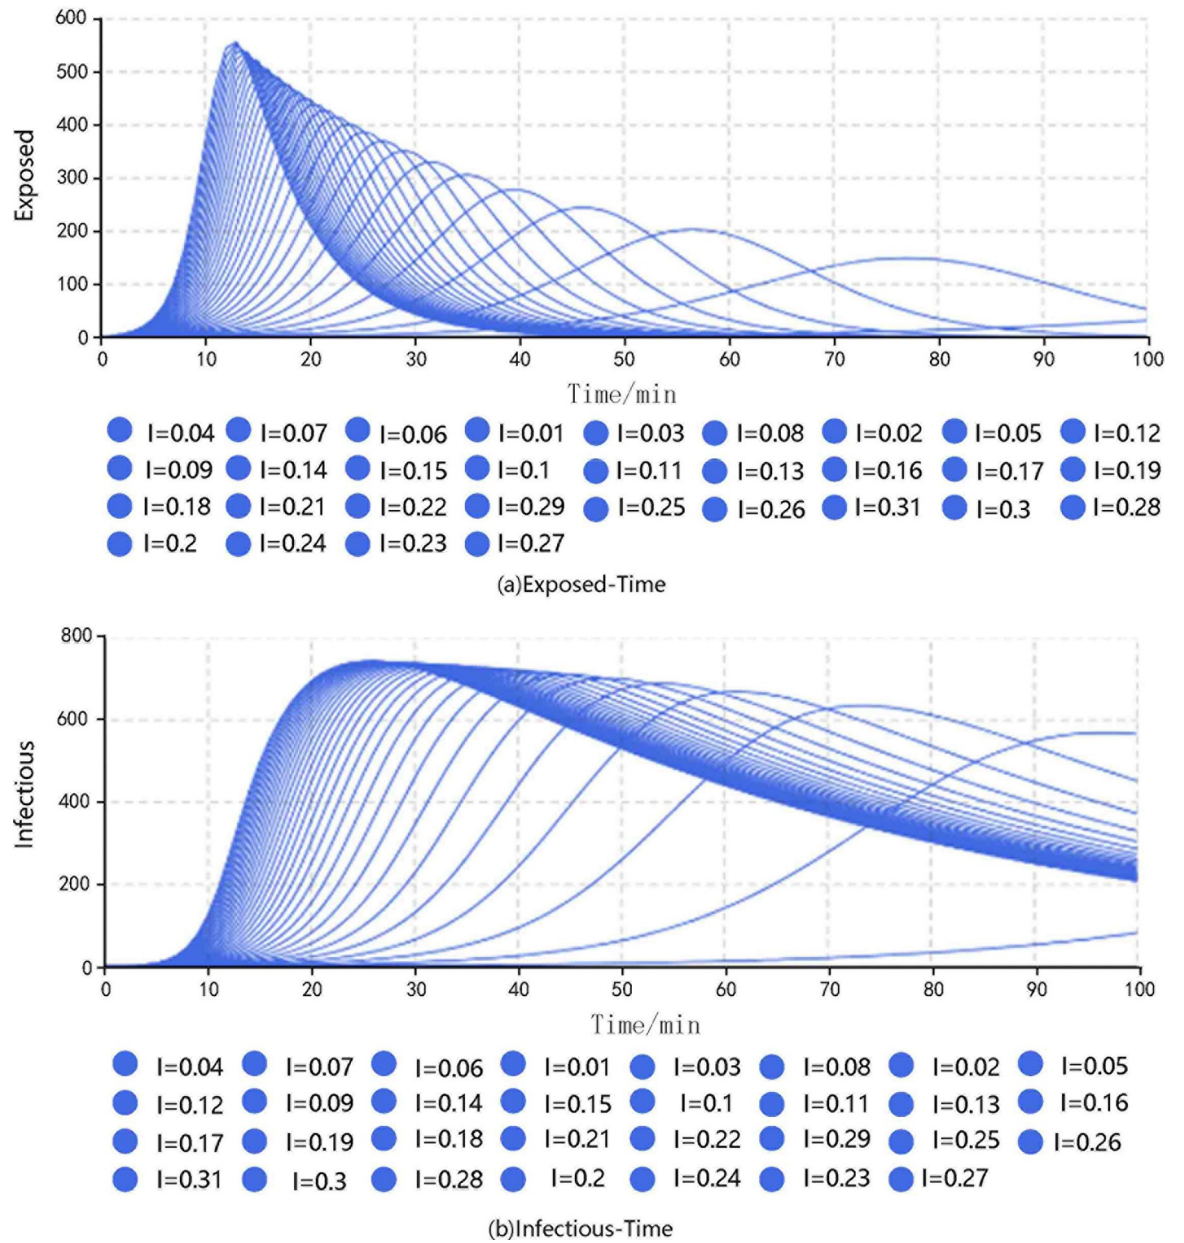 600
500
400
300
200
100
0
Exposed
0 10 20 30 40 50 60 70 80 90 100
Time/min
I=0.04 I=0.07 I=0.06 I=0.01 I=0.03 I=0.08 I=0.02 I=0.05 I=0.12
I=0.09 I=0.14 I=0.15 I=0.1 I=0.11 I=0.13 I=0.16 I=0.17 I=0.19
I=0.18 I=0.21 I=0.22 I=0.29 I=0.25 I=0.26 I=0.31 I=0.3 I=0.28
I=0.2 I=0.24 I=0.23 I=0.27
(a)Exposed-Time
800
600
400
200
0
Infectious
0 10 20 30 40 50 60 70 80 90 100
Time/min
I=0.04 I=0.07 I=0.06 I=0.01 I=0.03 I=0.08 I=0.02 I=0.05
I=0.12 I=0.09 I=0.14 I=0.15 I=0.1 I=0.11 I=0.13 I=0.16
I=0.17 I=0.19 I=0.18 I=0.21 I=0.22 I=0.29 I=0.25 I=0.26
I=0.31 I=0.3 I=0.28 I=0.2 I=0.24 I=0.23 I=0.27
(b)Infectious-Time